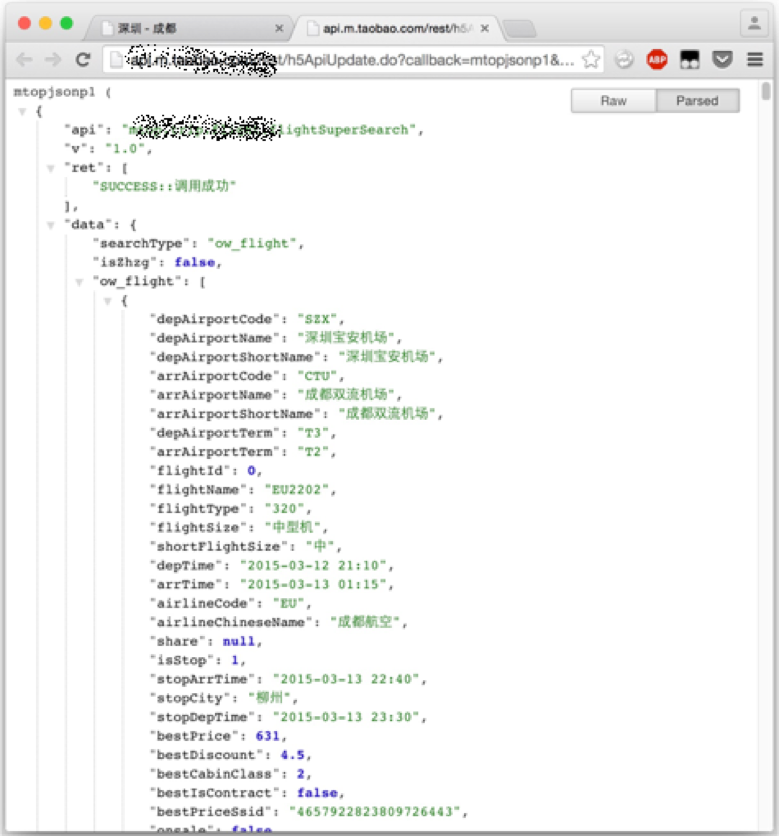 深圳 - 成都
api.m.taobao.com/rest/h5
h5ApiUpdate.do?callback=mtopjsonp1&...
ABP
mtopjsonp1 (
Raw
Parsed
{
"api": "lightSuperSearch",
"v": "1.0",
"ret": [
"SUCCESS::调用成功"
],
"data": {
"searchType": "ow_flight",
"isZhzg": false,
"ow_flight": [
{
"depAirportCode": "SZX",
"depAirportName": "深圳宝安机场",
"depAirportShortName": "深圳宝安机场",
"arrAirportCode": "CTU",
"arrAirportName": "成都双流机场",
"arrAirportShortName": "成都双流机场",
"depAirportTerm": "T3",
"arrAirportTerm": "T2",
"flightId": 0,
"flightName": "EU2202",
"flightType": "320",
"flightSize": "中型机",
"shortFlightSize": "中",
"depTime": "2015-03-12 21:10",
"arrTime": "2015-03-13 01:15",
"airlineCode": "EU",
"airlineChineseName": "成都航空",
"share": null,
"isStop": 1,
"stopArrTime": "2015-03-13 22:40",
"stopCity": "柳州",
"stopDepTime": "2015-03-13 23:30",
"bestPrice": 631,
"bestDiscount": 4.5,
"bestCabinClass": 2,
"bestIsContract": false,
"bestPriceSsid": "4657922823809726443",
"onsale": false